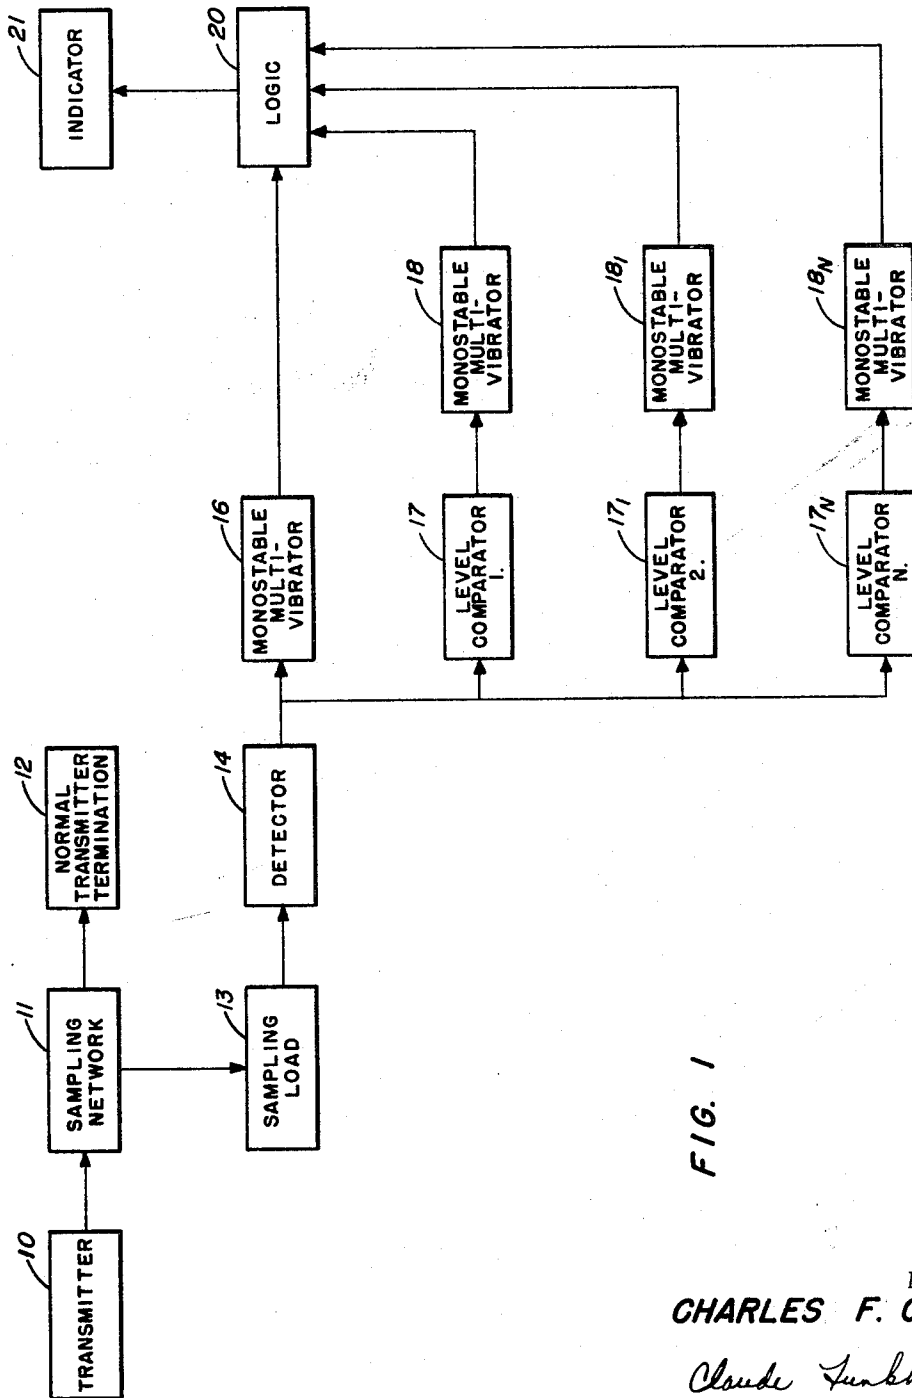 10
TRANSMITTER
11
SAMPLING
NETWORK
12
NORMAL
TRANSMITTER
TERMINATION
13
SAMPLING
LOAD
14
DETECTOR
16
MONOSTABLE
MULTI-
VIBRATOR
17
LEVEL
COMPARATOR
1.
18
MONOSTABLE
MULTI-
VIBRATOR
17₁
LEVEL
COMPARATOR
2.
18₁
MONOSTABLE
MULTI-
VIBRATOR
17N
LEVEL
COMPARATOR
N.
18N
MONOSTABLE
MULTI-
VIBRATOR
20
LOGIC
21
INDICATOR
FIG. 1
CHARLES F.
Claude